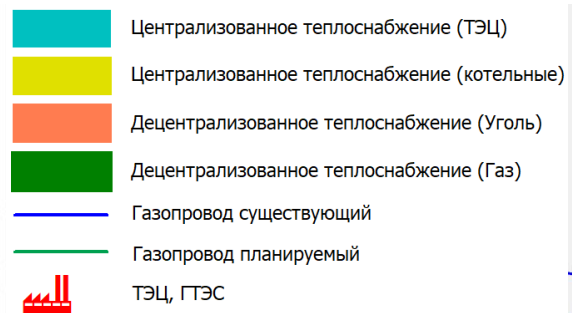 Централизованное теплоснабжение (ТЭЦ)
Централизованное теплоснабжение (котельные)
Децентрализованное теплоснабжение (Уголь)
Децентрализованное теплоснабжение (Газ)
Газопровод существующий
Газопровод планируемый
ТЭЦ, ГТЭС